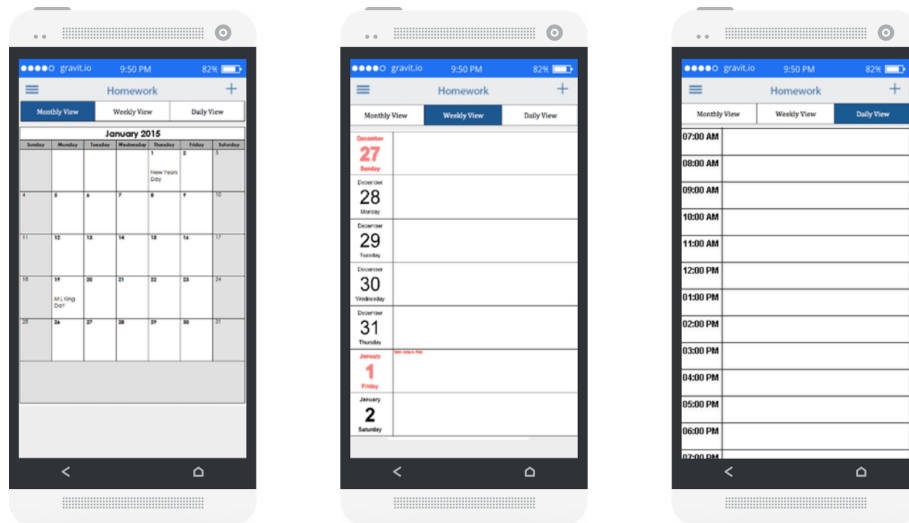 gravit.io 9:50 PM 82%
Homework
Monthly View Weekly View Daily View
January 2015
Sunday Monday Tuesday Wednesday Thursday Friday Saturday
1 2 3
New Years
Day
4 5 6 7 8 9 10
11 12 13 14 15 16 17
18 19 20 21 22 23 24
M L King
Day
25 26 27 28 29 30 31
gravit.io 9:50 PM 82%
Homework
Monthly View Weekly View Daily View
December
27
Sunday
December
28
Monday
December
29
Tuesday
December
30
Wednesday
December
31
Thursday
January
1
Friday
January
2
Saturday
gravit.io 9:50 PM 82%
Homework
Monthly View Weekly View Daily View
07:00 AM
08:00 AM
09:00 AM
10:00 AM
11:00 AM
12:00 PM
01:00 PM
02:00 PM
03:00 PM
04:00 PM
05:00 PM
06:00 PM
07:00 PM